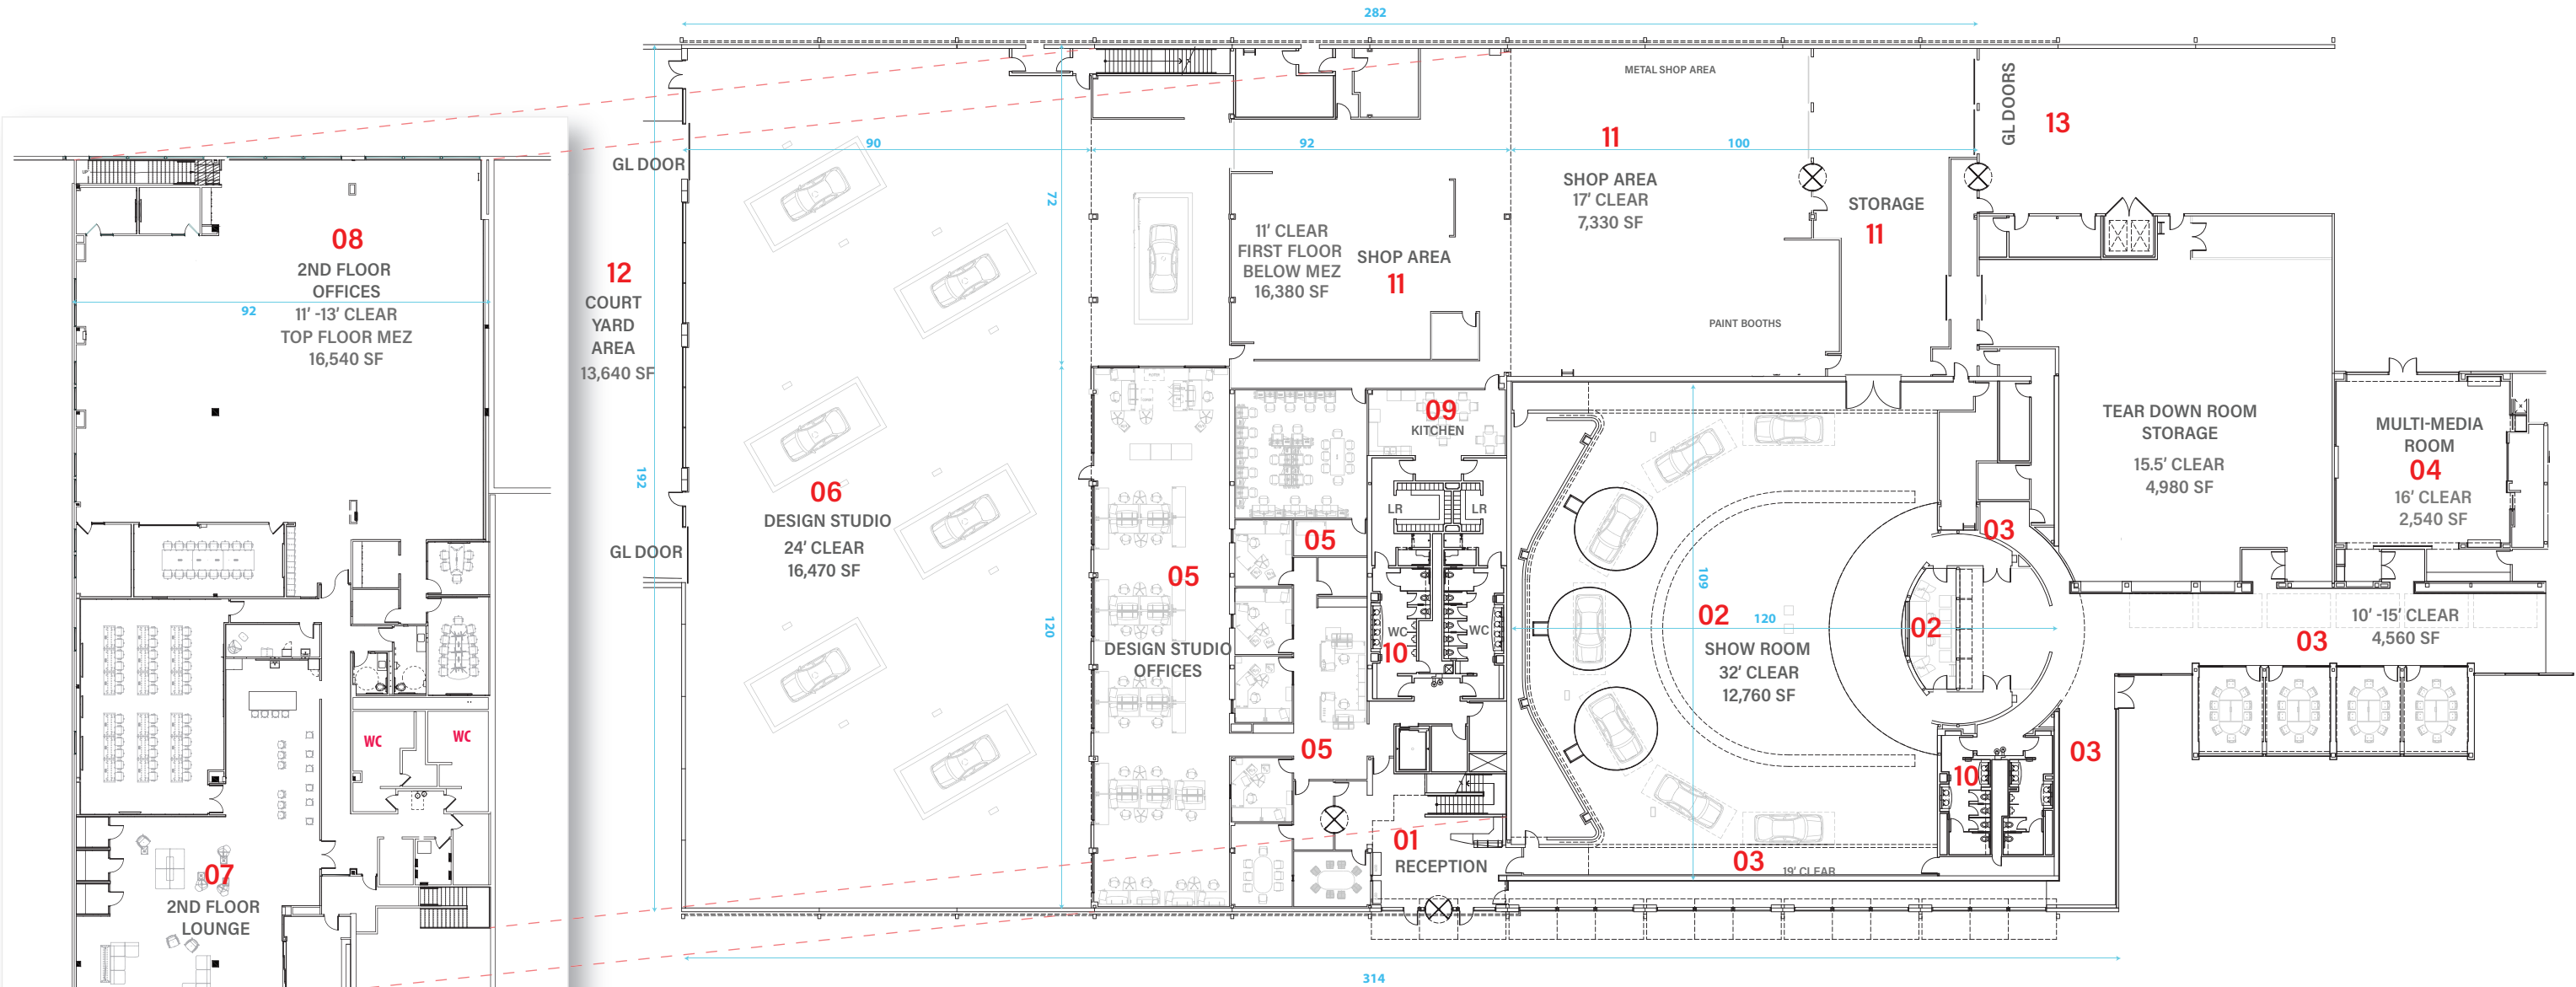 282
METAL SHOP AREA
GL DOORS
13
90
92
100
11
GL DOOR
72
SHOP AREA
17' CLEAR
7,330 SF
STORAGE
11
08
2ND FLOOR
OFFICES
11' -13' CLEAR
TOP FLOOR MEZ
16,540 SF
92
12
COURT
YARD
AREA
13,640 SF
11' CLEAR
FIRST FLOOR
BELOW MEZ
16,380 SF
SHOP AREA
11
PAINT BOOTHS
192
06
DESIGN STUDIO
24' CLEAR
16,470 SF
GL DOOR
09
KITCHEN
LR
LR
05
05
DESIGN STUDIO
OFFICES
120
WC
WC
10
05
109
02
120
SHOW ROOM
32' CLEAR
12,760 SF
02
03
TEAR DOWN ROOM
STORAGE
15.5' CLEAR
4,980 SF
MULTI-MEDIA
ROOM
04
16' CLEAR
2,540 SF
10' -15' CLEAR
4,560 SF
03
03
10
WC
WC
07
2ND FLOOR
LOUNGE
01
RECEPTION
03
19' CLEAR
314